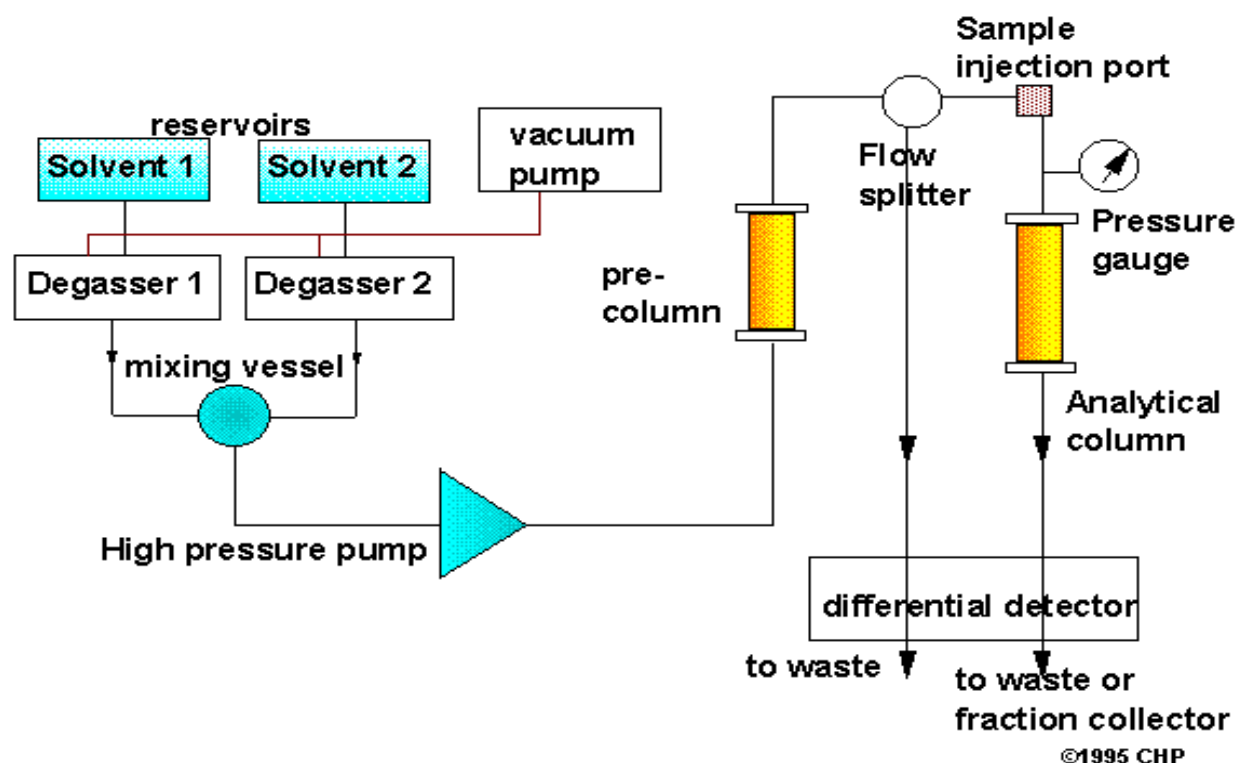 Sample
injection port
reservoirs
vacuum
pump
Solvent 1
Solvent 2
Flow
splitter
Pressure
gauge
Degasser 1
Degasser 2
pre-
column
mixing vessel
Analytical
column
High pressure pump
differential detector
to waste
to waste or
fraction collector
©1995 CHP